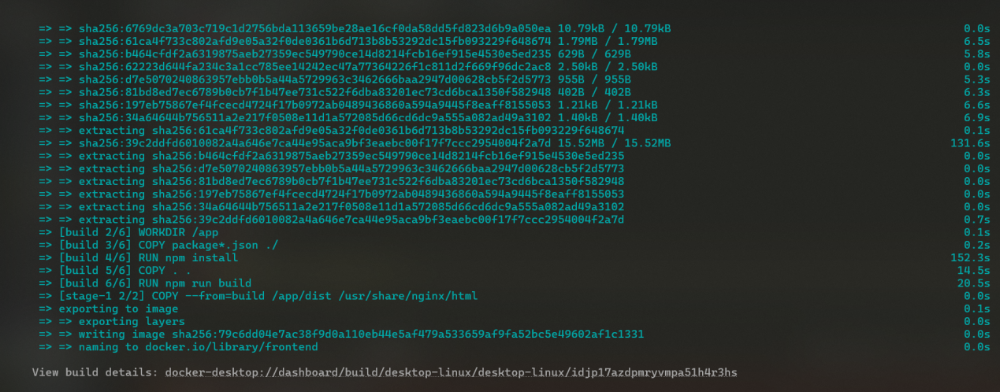 => => sha256:6769dc3a703c719c1d2756bda113659be28ae16cf0da58dd5fd823d6b9a050ea 10.79kB / 10.79kB 0.0s
=> => sha256:61ca4f733c802afd9e05a32f0de0361b6d713b8b53292dc15fb093229f648674 1.79MB / 1.79MB 6.5s
=> => sha256:b464cfdf2a6319875aeb27359ec549790ce14d8214fcb16ef915e4530e5ed235 629B / 629B 5.8s
=> => sha256:62223d644fa234c3a1cc785ee14242ec47a77364226f1c811d2f669f96dc2ac8 2.50kB / 2.50kB 0.0s
=> => sha256:d7e5070240863957ebb0b5a44a5729963c3462666baa2947d00628cb5f2d5773 955B / 955B 5.3s
=> => sha256:81bd8ed7ec6789b0cb7f1b47ee731c522f6dba83201ec73cd6bca1350f582948 402B / 402B 6.3s
=> => sha256:197eb75867ef4fcecd4724f17b0972ab0489436860a594a9445f8eaff8155053 1.21kB / 1.21kB 6.6s
=> => sha256:34a64644b756511a2e217f0508e11d1a572085d66cd6dc9a555a082ad49a3102 1.40kB / 1.40kB 6.9s
=> => extracting sha256:61ca4f733c802afd9e05a32f0de0361b6d713b8b53292dc15fb093229f648674 0.1s
=> => sha256:39c2ddfd6010082a4a646e7ca44e95aca9bf3eaebc00f17f7ccc2954004f2a7d 15.52MB / 15.52MB 131.6s
=> => extracting sha256:b464cfdf2a6319875aeb27359ec549790ce14d8214fcb16ef915e4530e5ed235 0.0s
=> => extracting sha256:d7e5070240863957ebb0b5a44a5729963c3462666baa2947d00628cb5f2d5773 0.0s
=> => extracting sha256:81bd8ed7ec6789b0cb7f1b47ee731c522f6dba83201ec73cd6bca1350f582948 0.0s
=> => extracting sha256:197eb75867ef4fcecd4724f17b0972ab0489436860a594a9445f8eaff8155053 0.0s
=> => extracting sha256:34a64644b756511a2e217f0508e11d1a572085d66cd6dc9a555a082ad49a3102 0.0s
=> => extracting sha256:39c2ddfd6010082a4a646e7ca44e95aca9bf3eaebc00f17f7ccc2954004f2a7d 0.7s
=> [build 2/6] WORKDIR /app 0.1s
=> [build 3/6] COPY package*.json ./ 0.2s
=> [build 4/6] RUN npm install 152.3s
=> [build 5/6] COPY . . 14.5s
=> [build 6/6] RUN npm run build 20.5s
=> [stage-1 2/2] COPY --from=build /app/dist /usr/share/nginx/html 0.0s
=> exporting to image 0.1s
=> => exporting layers 0.0s
=> => writing image sha256:79c6dd04e7ac38f9d0a110eb44e5af479a533659af9fa52bc5e49602af1c1331 0.0s
=> => naming to docker.io/library/frontend 0.0s
View build details: docker-desktop://dashboard/build/desktop-linux/desktop-linux/idjp17azdpmryvmpa51h4r3hs